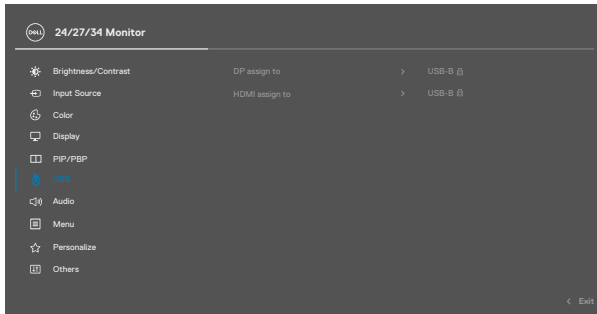 DELL 24/27/34 Monitor
Brightness/Contrast DP assign to > USB-B
Input Source HDMI assign to > USB-B
Color
Display
PIP/PBP
USB
Audio
Menu
Personalize
Others
< Exit